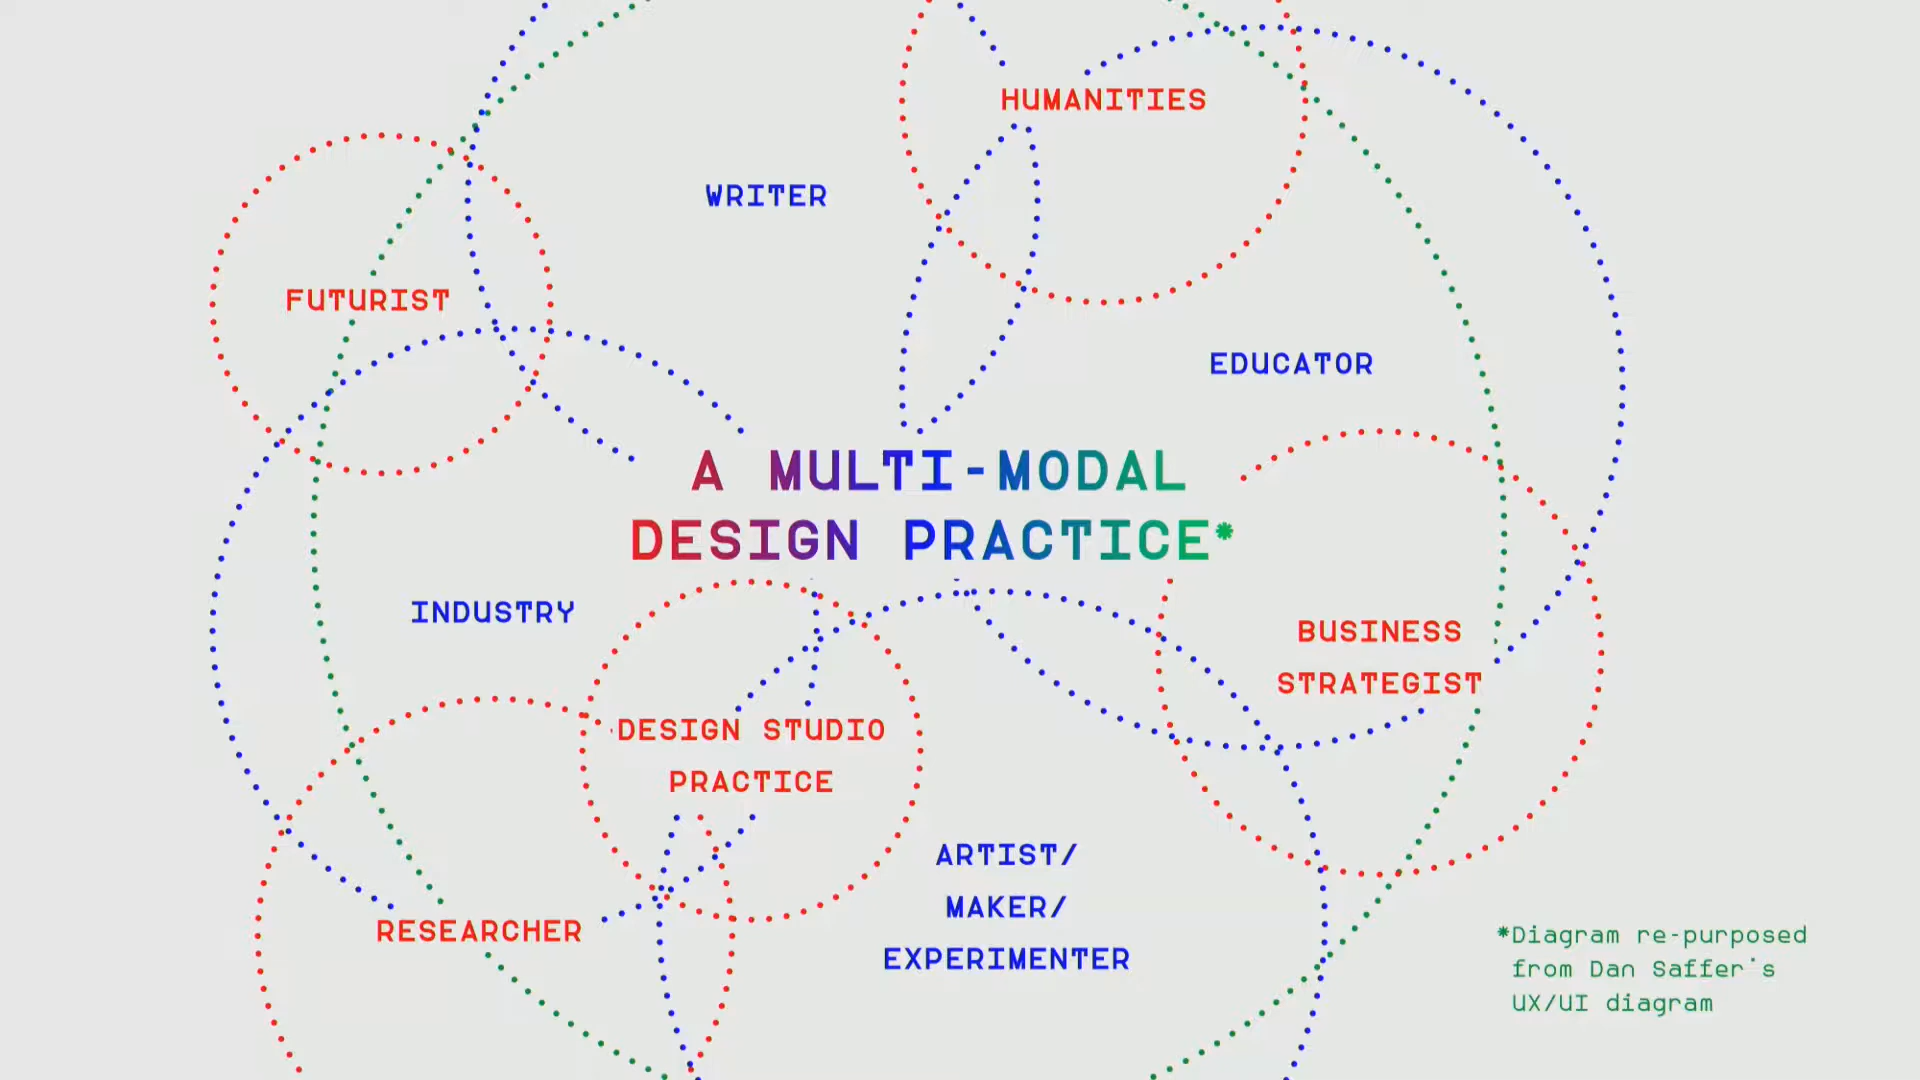 HUMANITIES
WRITER
FUTURIST
EDUCATOR
A MULTI-MODAL
DESIGN PRACTICE*
INDUSTRY
BUSINESS
STRATEGIST
DESIGN STUDIO
PRACTICE
ARTIST/
MAKER/
EXPERIMENTER
RESEARCHER
*Diagram re-purposed
from Dan Saffer's
UX/UI diagram